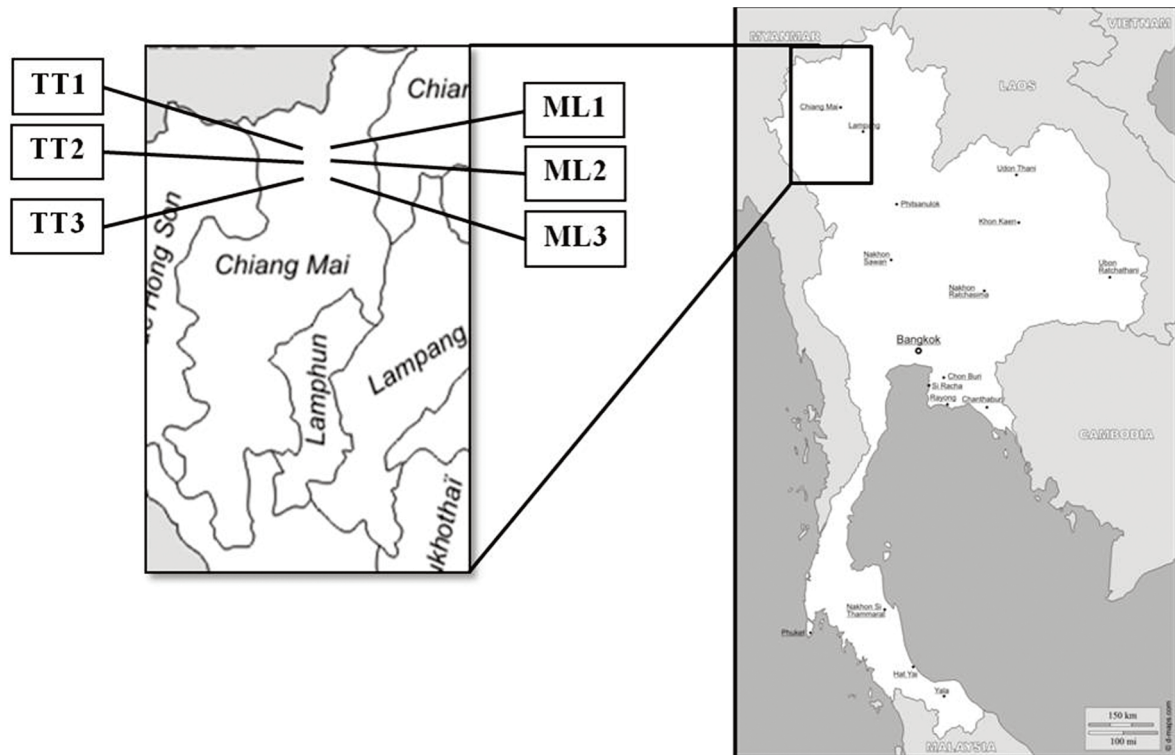 TT1
TT2
TT3
ML1
ML2
ML3
Chiang Mai
Lamphun
Lampang
MYANMAR
VIETNAM
LAOS
Chiang Mai
Lampang
Udon Thani
Phitsanulok
Khon Kaen
Nakhon
Sawan
Ubon
Ratchathani
Nakhon
Ratchasima
Bangkok
Chon Buri
Si Racha
Rayong
Chanthaburi
CAMBODIA
Nakhon Si
Thammarat
Phuket
Hat Yai
Yala
MALAYSIA
150 km
100 mi
© d-maps.com